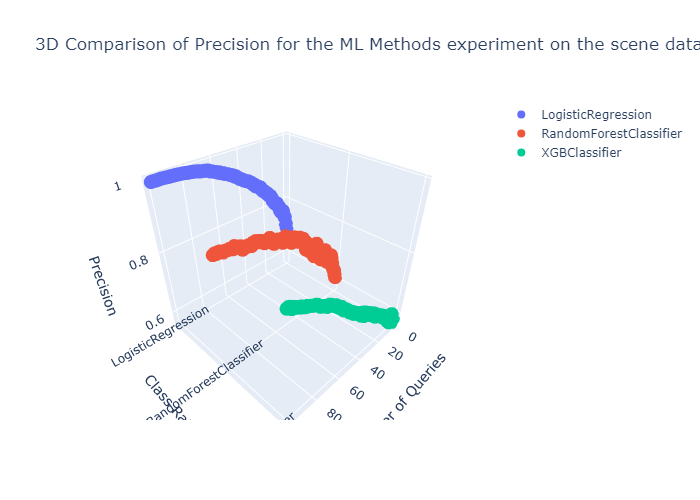 3D Comparison of Precision for the ML Methods experiment on the scene data
LogisticRegression
RandomForestClassifier
XGBClassifier
1
0.8
0.6
Precision
LogisticRegression
RandomForestClassifier
0
20
40
60
80
of Queries